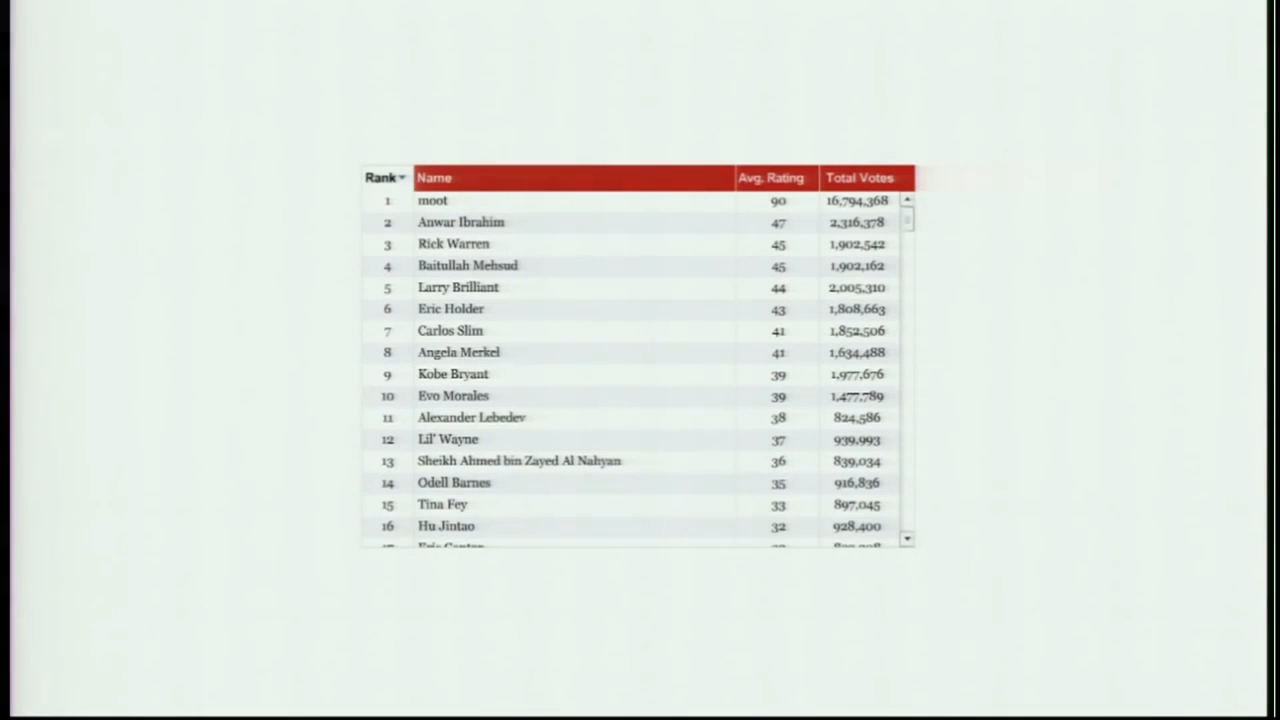 Rank Name Avg. Rating Total Votes
1 moot 90 16,794,368
2 Anwar Ibrahim 47 2,316,378
3 Rick Warren 45 1,902,542
4 Baitullah Mehsud 45 1,902,162
5 Larry Brilliant 44 2,005,310
6 Eric Holder 43 1,808,663
7 Carlos Slim 41 1,852,506
8 Angela Merkel 41 1,634,488
9 Kobe Bryant 39 1,977,676
10 Evo Morales 39 1,477,789
11 Alexander Lebedev 38 824,586
12 Lil' Wayne 37 939,993
13 Sheikh Ahmed bin Zayed Al Nahyan 36 839,034
14 Odell Barnes 35 916,836
15 Tina Fey 33 897,045
16 Hu Jintao 32 928,400